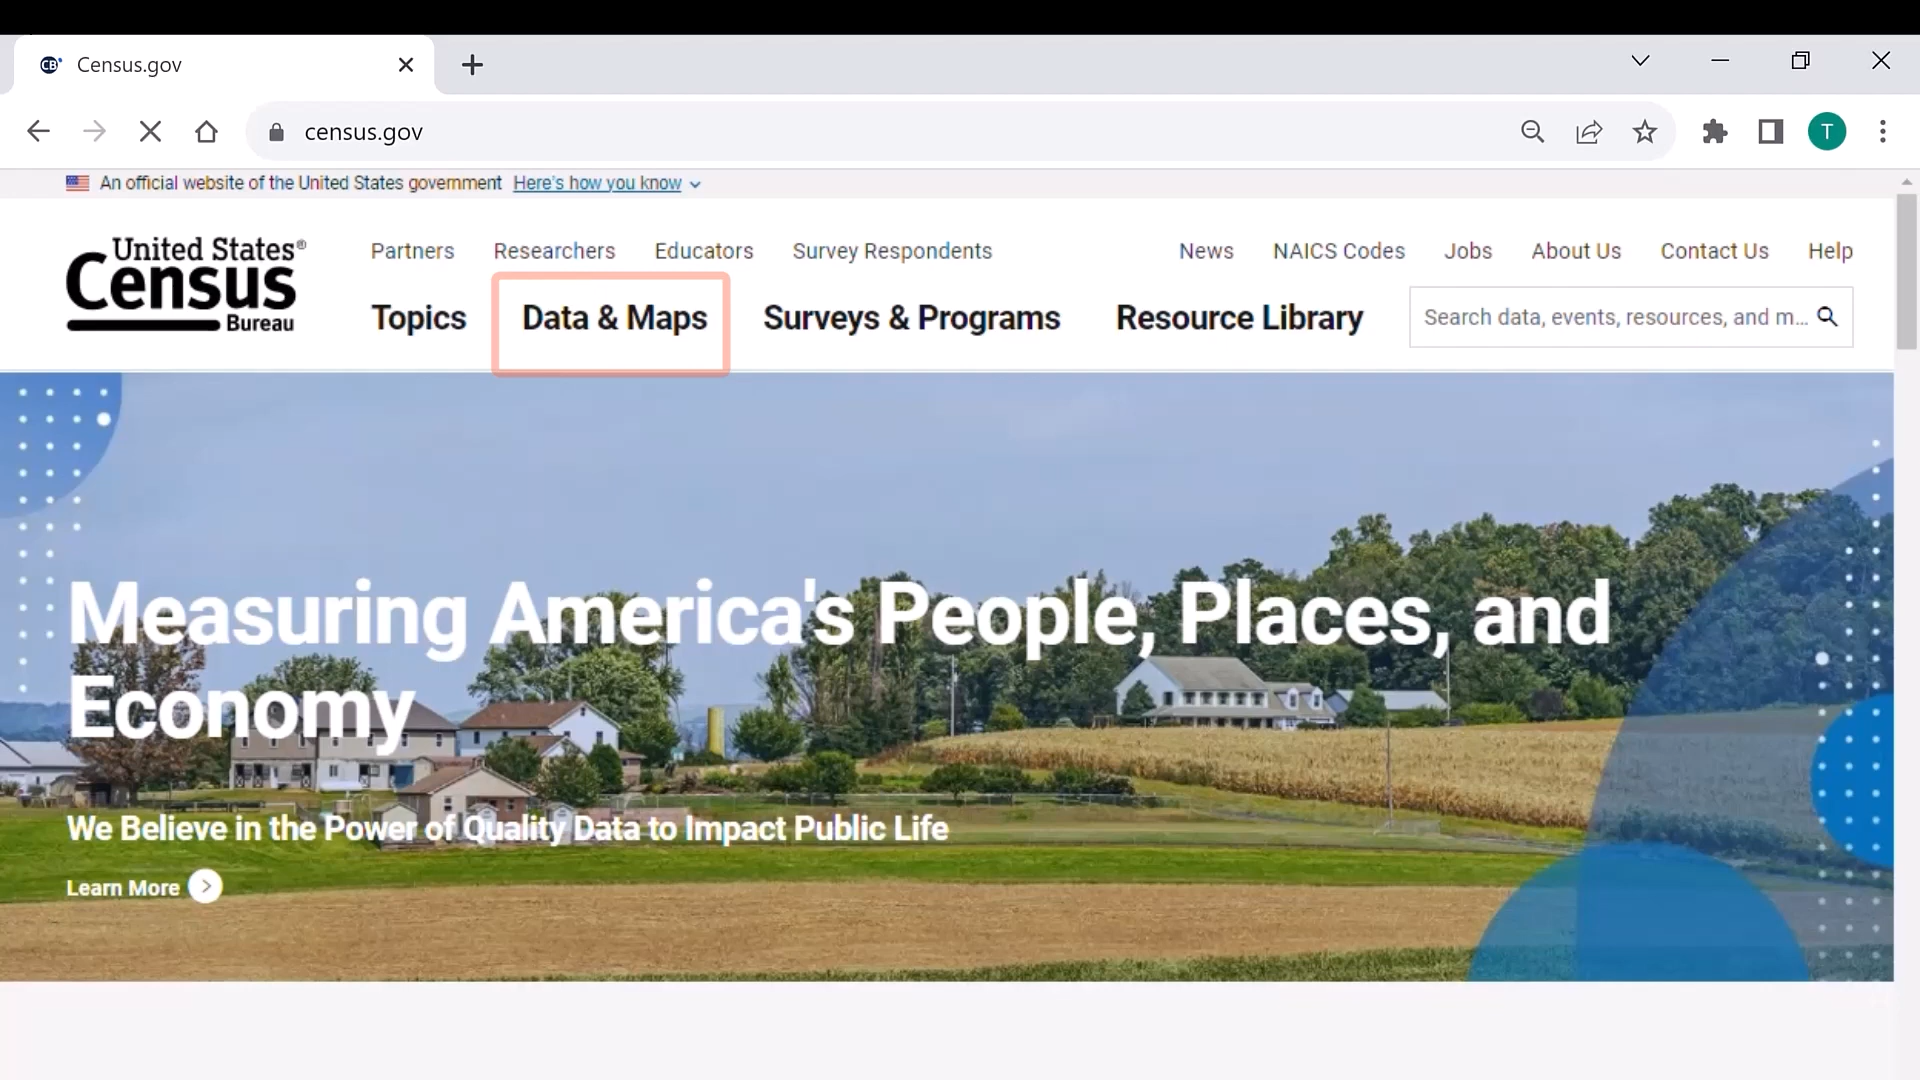 CB
Census.gov
census.gov
T
An official website of the United States government Here's how you know
United States®
Census
Bureau
Partners Researchers Educators Survey Respondents
News NAICS Codes Jobs About Us Contact Us Help
Topics Data & Maps Surveys & Programs Resource Library
Search data, events, resources, and m...
Measuring America's People, Places, and
Economy
We Believe in the Power of Quality Data to Impact Public Life
Learn More